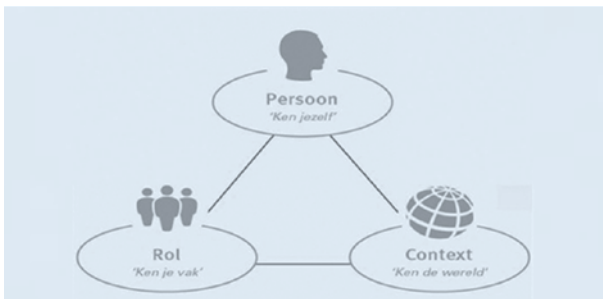 Persoon
'Ken jezelf'
Rol
'Ken je vak'
Context
'Ken de wereld'